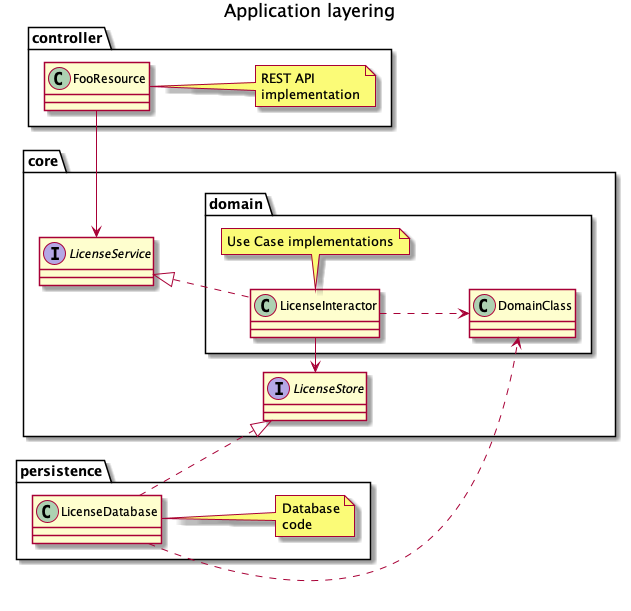 Application layering
controller
C FooResource
REST API
implementation
core
domain
Use Case implementations
I LicenseService
C LicenseInteractor
C DomainClass
I LicenseStore
persistence
C LicenseDatabase
Database
code